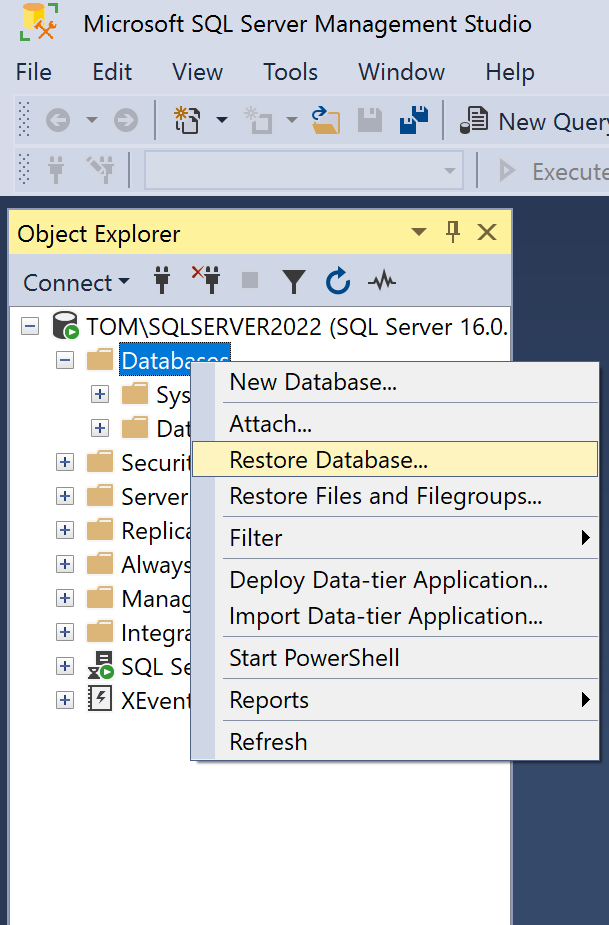 Microsoft SQL Server Management Studio
File Edit View Tools Window Help
New Query
Execute
Object Explorer
Connect
TOM\SQLSERVER2022 (SQL Server 16.0.
Databases
New Database...
Attach...
Restore Database...
Restore Files and Filegroups...
Filter
Deploy Data-tier Application...
Import Data-tier Application...
Start PowerShell
Reports
Refresh
Sys
Dat
Securit
Server
Replica
Always
Manag
Integra
SQL Se
XEvent